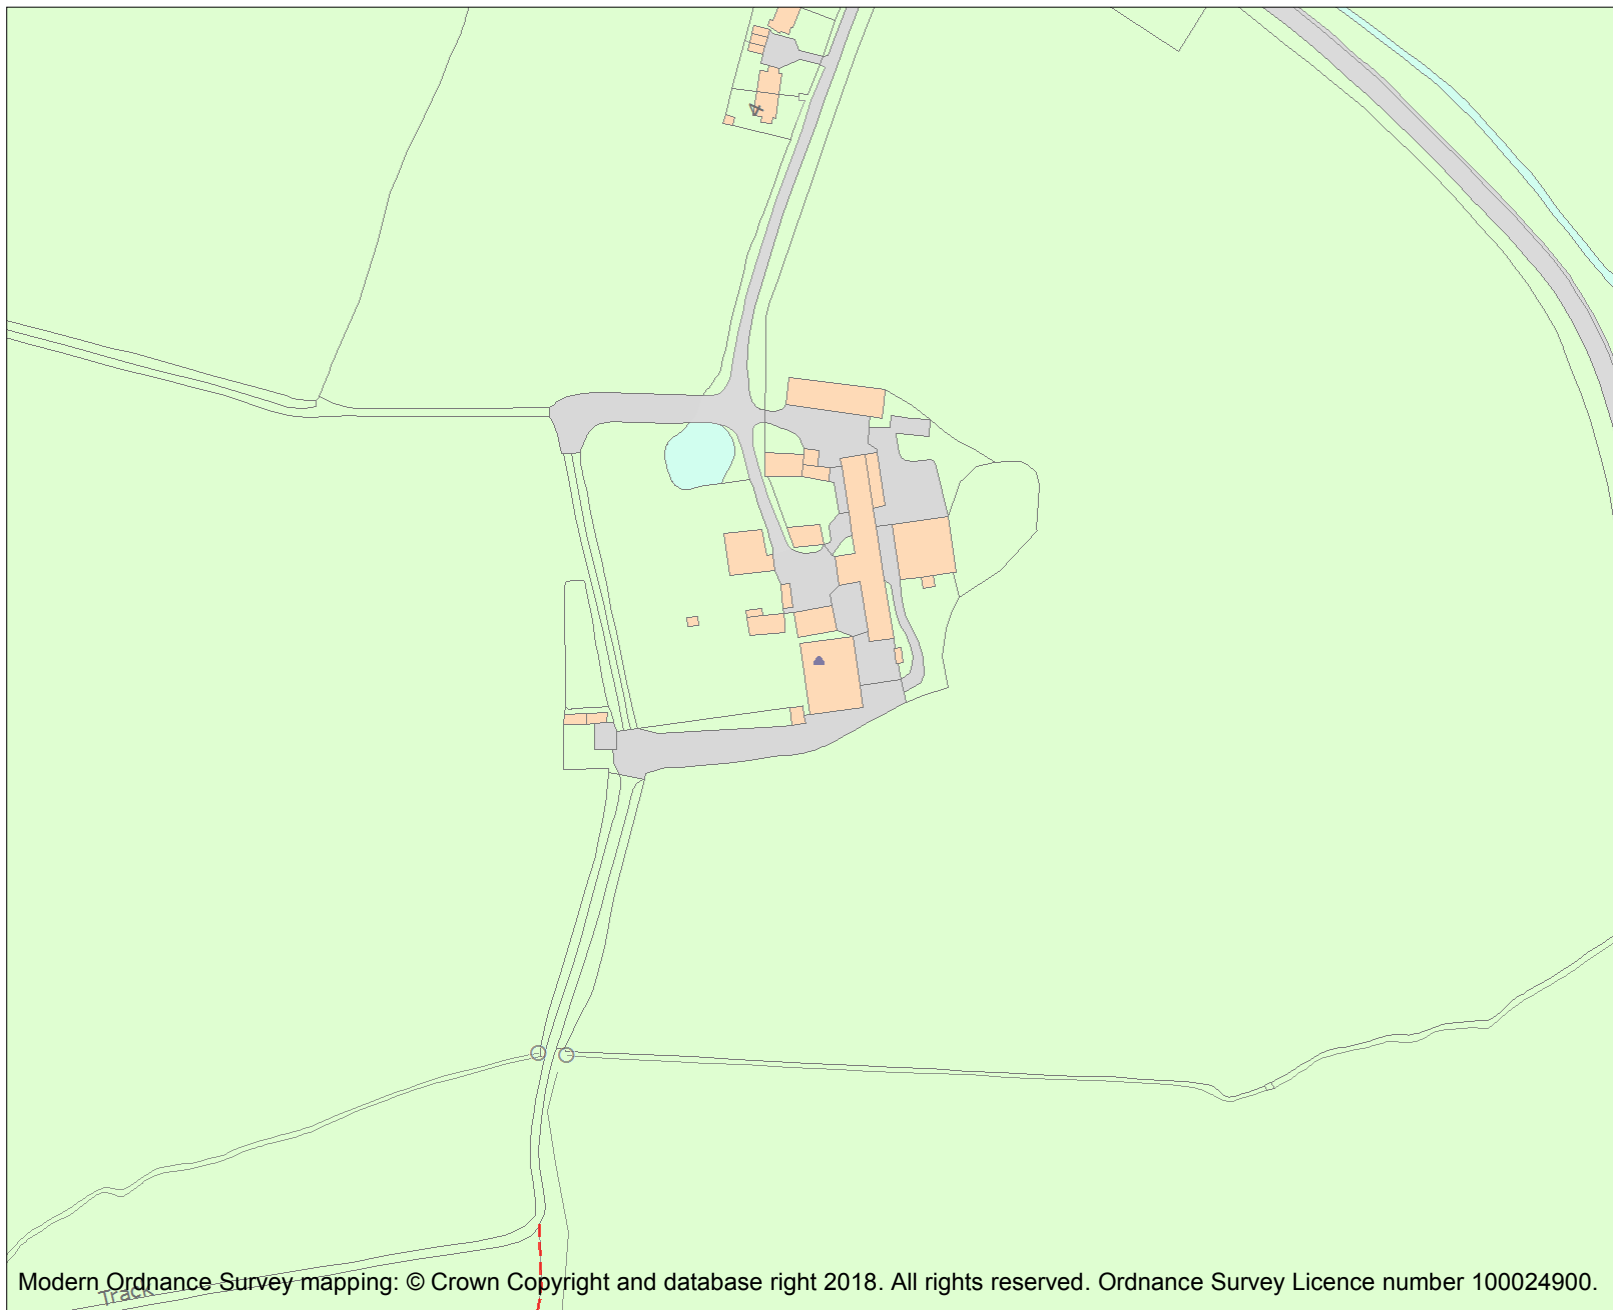 4
Track
Modern Ordnance Survey mapping: © Crown Copyright and database right 2018. All rights reserved. Ordnance Survey Licence number 100024900.